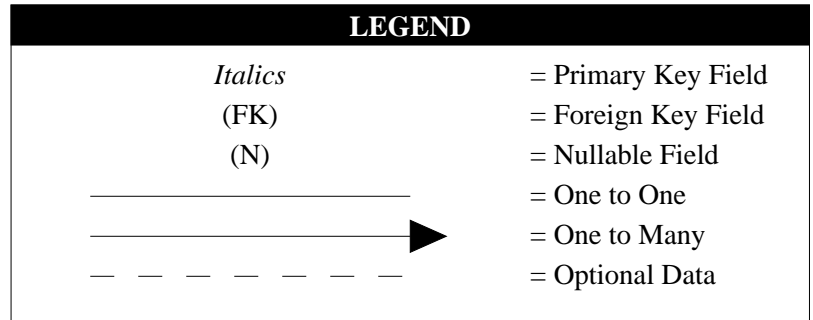 LEGEND
Italics = Primary Key Field
(FK) = Foreign Key Field
(N) = Nullable Field
= One to One
= One to Many
= Optional Data